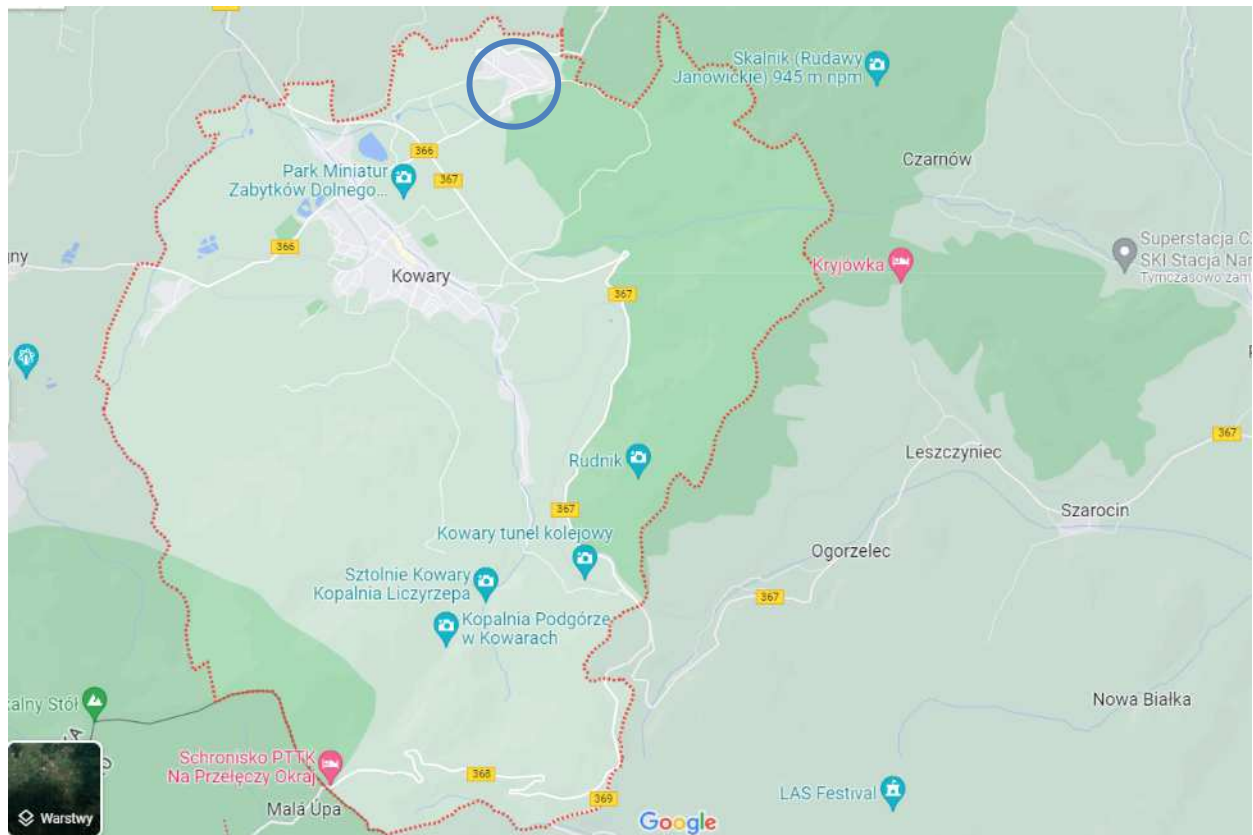 Skalnik (Rudawy
Janowickie) 945 m npm
366
Czarnów
Park Miniatur
Zabytków Dolnego...
367
Superstacja C
SKI Stacja Nar
Tymczasowo zam
366
ny
Kryjówka
Kowary
367
367
Leszczyniec
Rudnik
367
Szarocin
Kowary tunel kolejowy
Ogorzelec
Sztolnie Kowary
Kopalnia Liczyrzepa
367
Kopalnia Podgórze
w Kowarach
alny Stół
Nowa Białka
Schronisko PTTK
Na Przełęczy Okraj
368
LAS Festival
369
Malá Úpa
Warstwy
Google